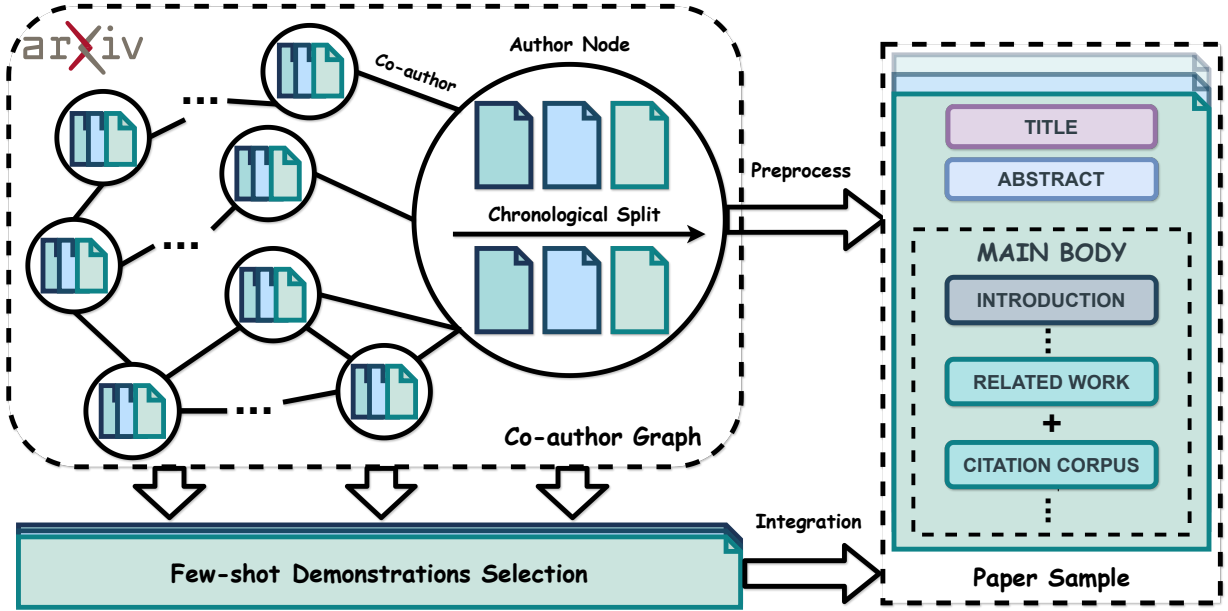 arXiv
Author Node
Co-author
Chronological Split
Co-author Graph
Preprocess
Integration
Few-shot Demonstrations Selection
TITLE
ABSTRACT
MAIN BODY
INTRODUCTION
RELATED WORK
+
CITATION CORPUS
Paper Sample